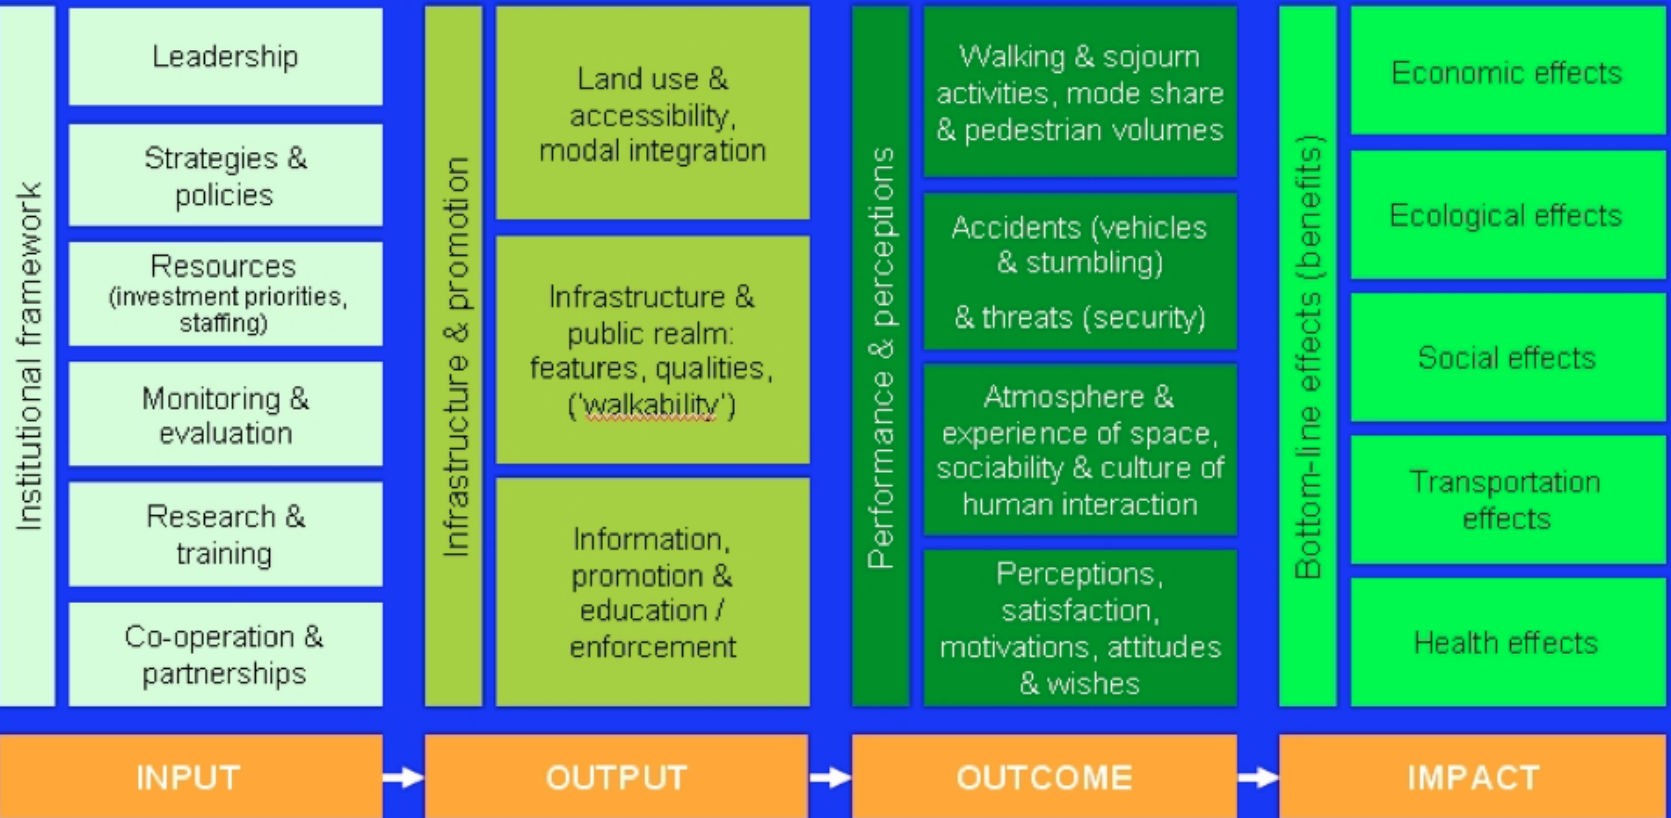 Institutional framework
Leadership
Strategies &
policies
Resources
(investment priorities,
staffing)
Monitoring &
evaluation
Research &
training
Co-operation &
partnerships
INPUT
Infrastructure & promotion
Land use &
accessibility,
modal integration
Infrastructure &
public realm:
features, qualities,
('walkability')
Information,
promotion &
education /
enforcement
OUTPUT
Performance & perceptions
Walking & sojourn
activities, mode share
& pedestrian volumes
Accidents (vehicles
& stumbling)
& threats (security)
Atmosphere &
experience of space,
sociability & culture of
human interaction
Perceptions,
satisfaction,
motivations, attitudes
& wishes
OUTCOME
Bottom-line effects (benefits)
Economic effects
Ecological effects
Social effects
Transportation
effects
Health effects
IMPACT